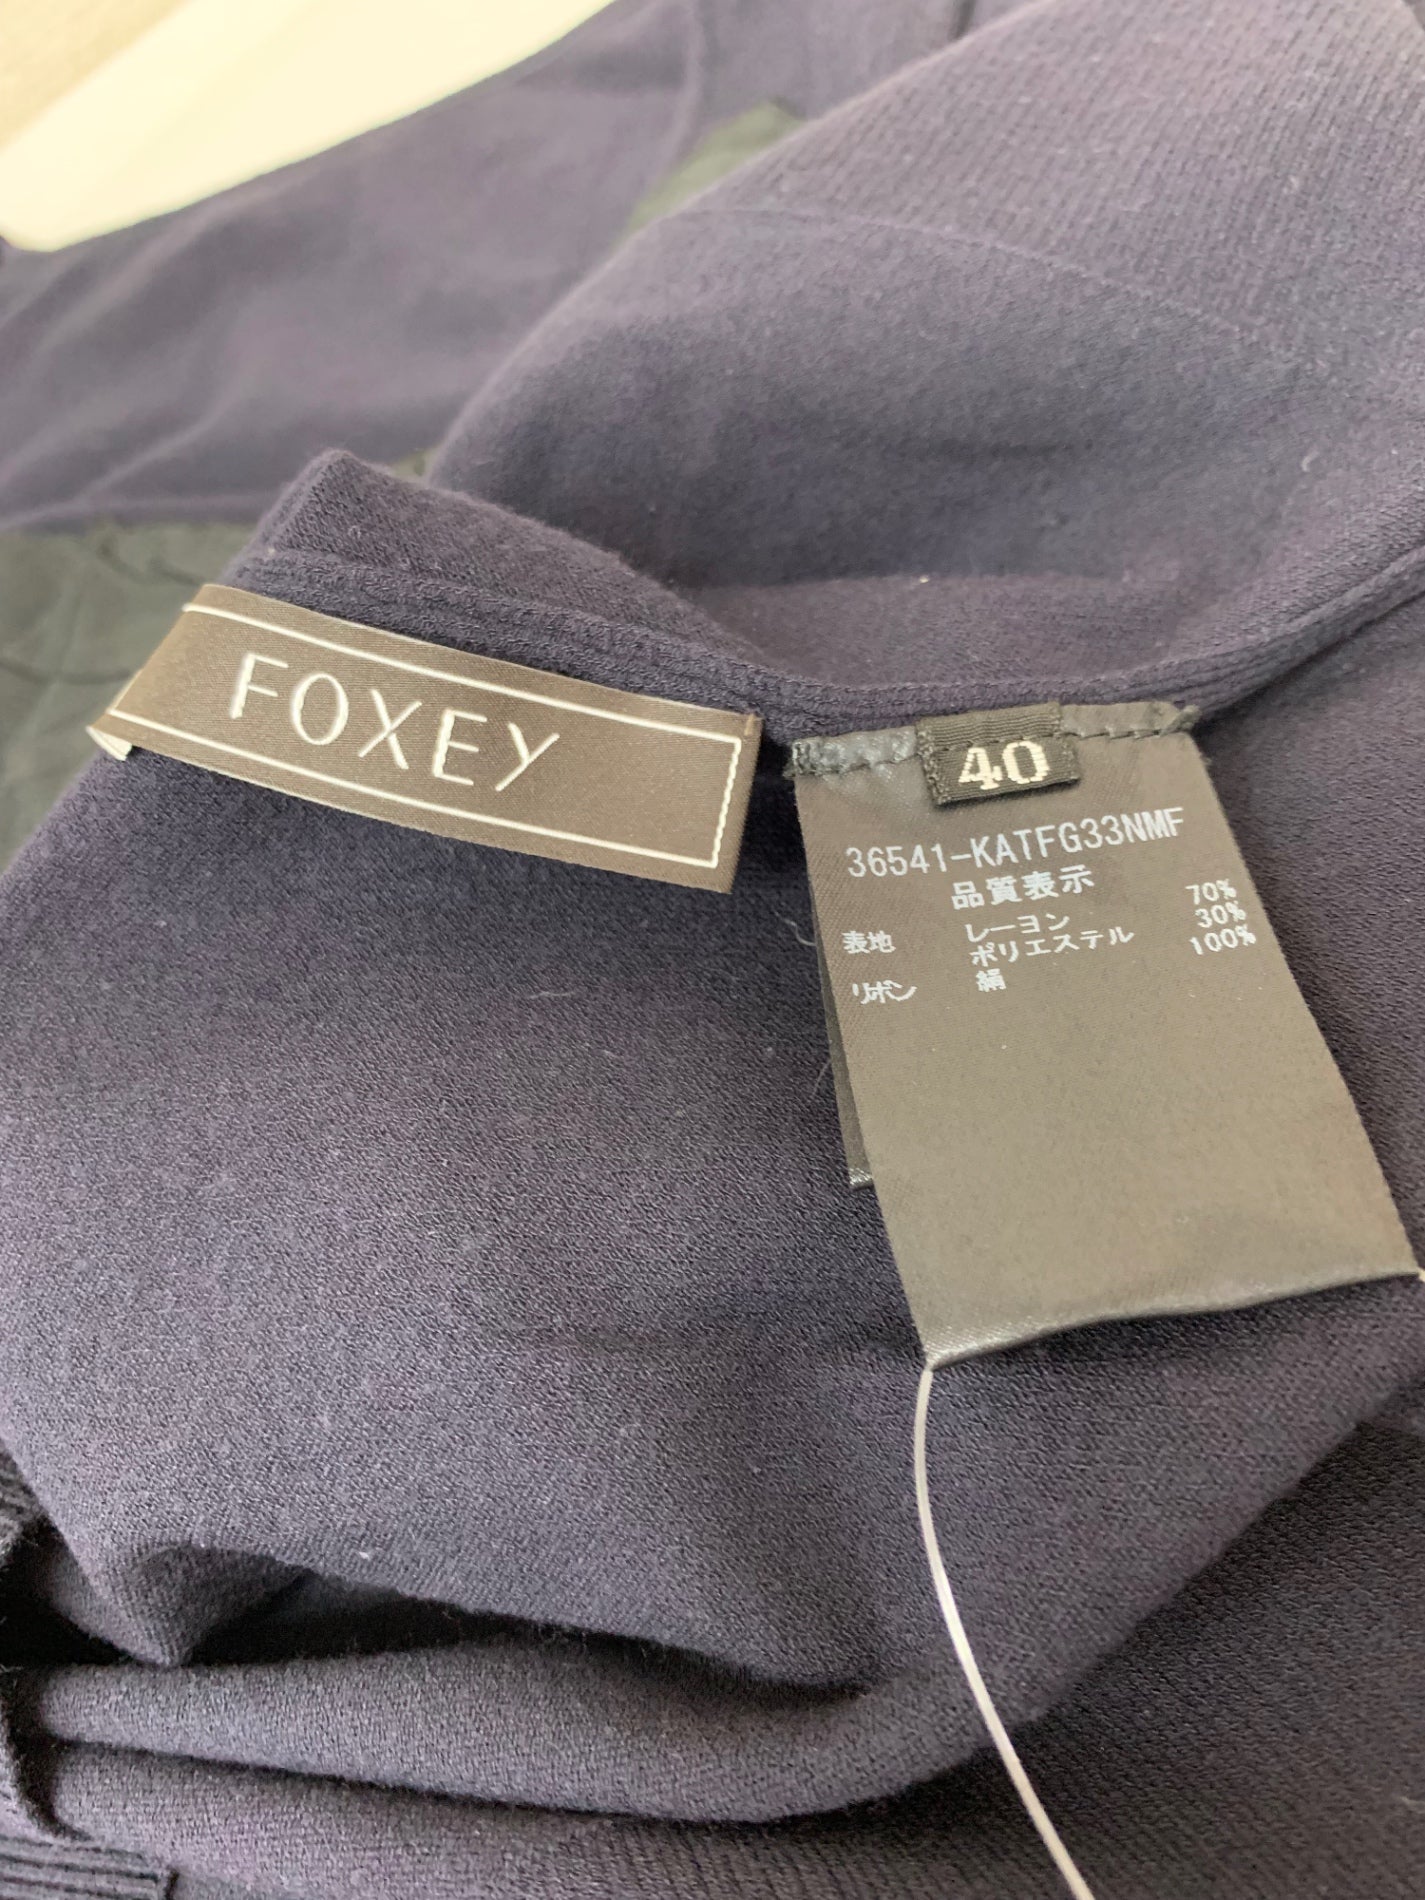 FOXEY
40
36541-KATFG33NMF
品質表示
表地 レーヨン 70%
ポリエステル 30%
リボン 絹 100%